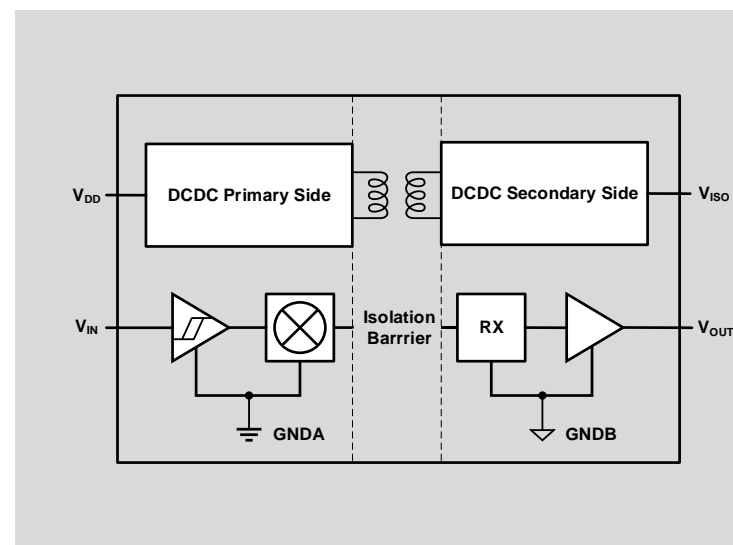 DCDC Primary Side
DCDC Secondary Side
VDD
VISO
VIN
Isolation
Barrrier
RX
VOUT
GNDA
GNDB